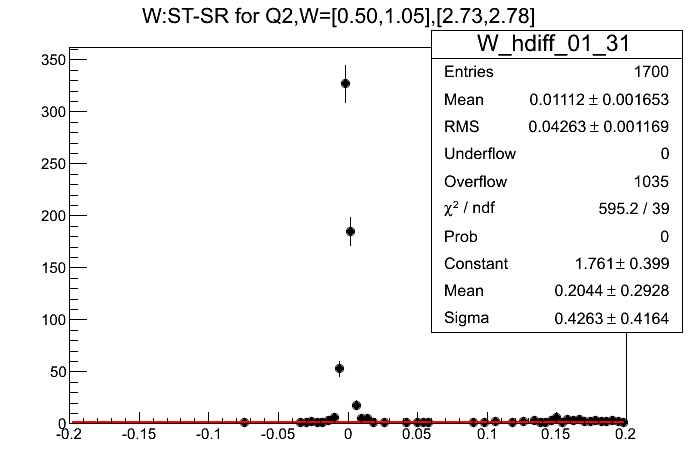 W:ST-SR for Q2,W=[0.50,1.05],[2.73,2.78]
W_hdiff_01_31
Entries 1700
Mean 0.01112 ± 0.001653
RMS 0.04263 ± 0.001169
Underflow 0
Overflow 1035
χ² / ndf 595.2 / 39
Prob 0
Constant 1.761 ± 0.399
Mean 0.2044 ± 0.2928
Sigma 0.4263 ± 0.4164
350
300
250
200
150
100
50
0
-0.2 -0.15 -0.1 -0.05 0 0.05 0.1 0.15 0.2